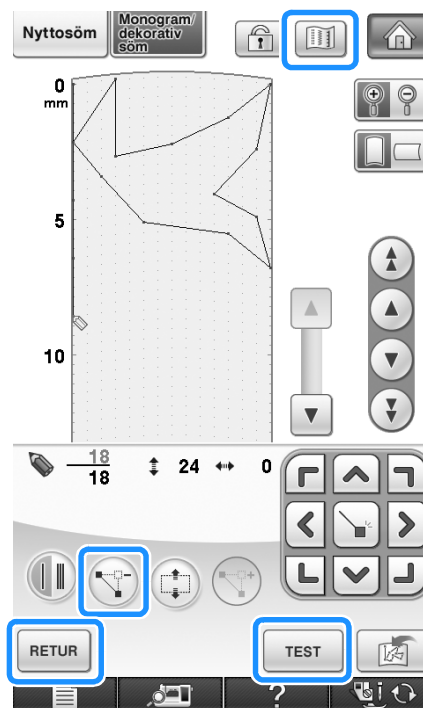 Nyttosöm
Monogram/
dekorativ
söm
0
mm
5
10
18
18
24
0
RETUR
TEST
?